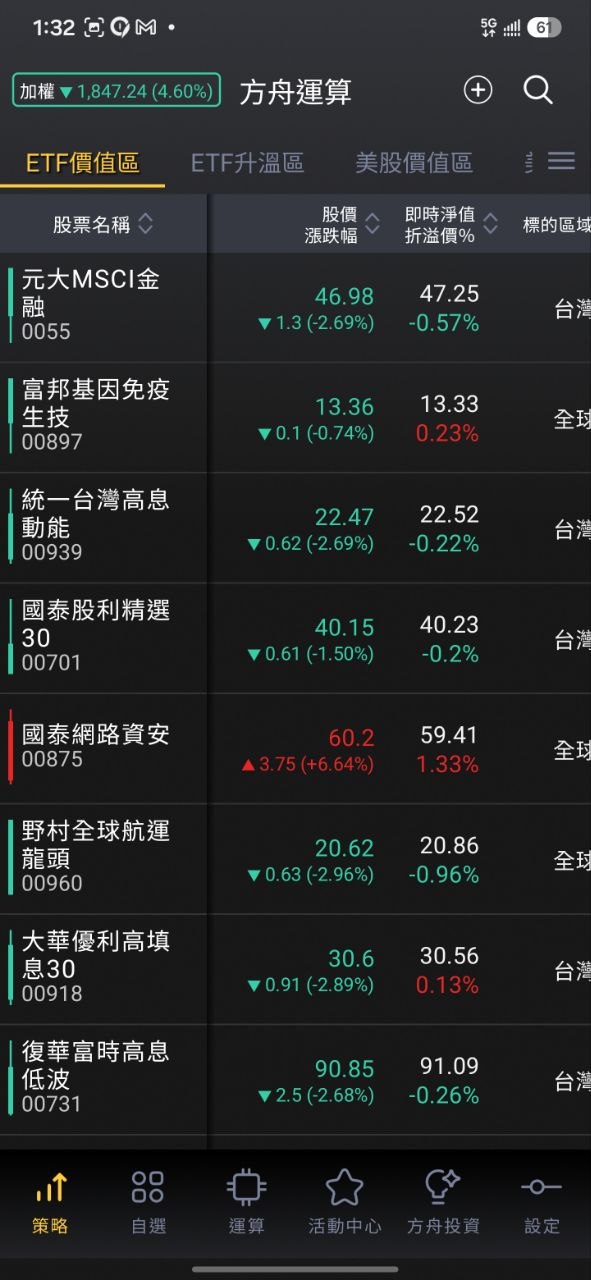 1:32
5G
61
加權▼1,847.24 (4.60%)
方舟運算
ETF價值區
ETF升溫區
美股價值區
股票名稱
股價
漲跌幅
即時淨值
折溢價%
標的區域
元大MSCI金
融
0055
46.98
▼1.3 (-2.69%)
47.25
-0.57%
台灣
富邦基因免疫
生技
00897
13.36
▼0.1 (-0.74%)
13.33
0.23%
全球
統一台灣高息
動能
00939
22.47
▼0.62 (-2.69%)
22.52
-0.22%
台灣
國泰股利精選
30
00701
40.15
▼0.61 (-1.50%)
40.23
-0.2%
台灣
國泰網路資安
00875
60.2
▲3.75 (+6.64%)
59.41
1.33%
全球
野村全球航運
龍頭
00960
20.62
▼0.63 (-2.96%)
20.86
-0.96%
全球
大華優利高填
息30
00918
30.6
▼0.91 (-2.89%)
30.56
0.13%
台灣
復華富時高息
低波
00731
90.85
▼2.5 (-2.68%)
91.09
-0.26%
台灣
策略
自選
運算
活動中心
方舟投資
設定